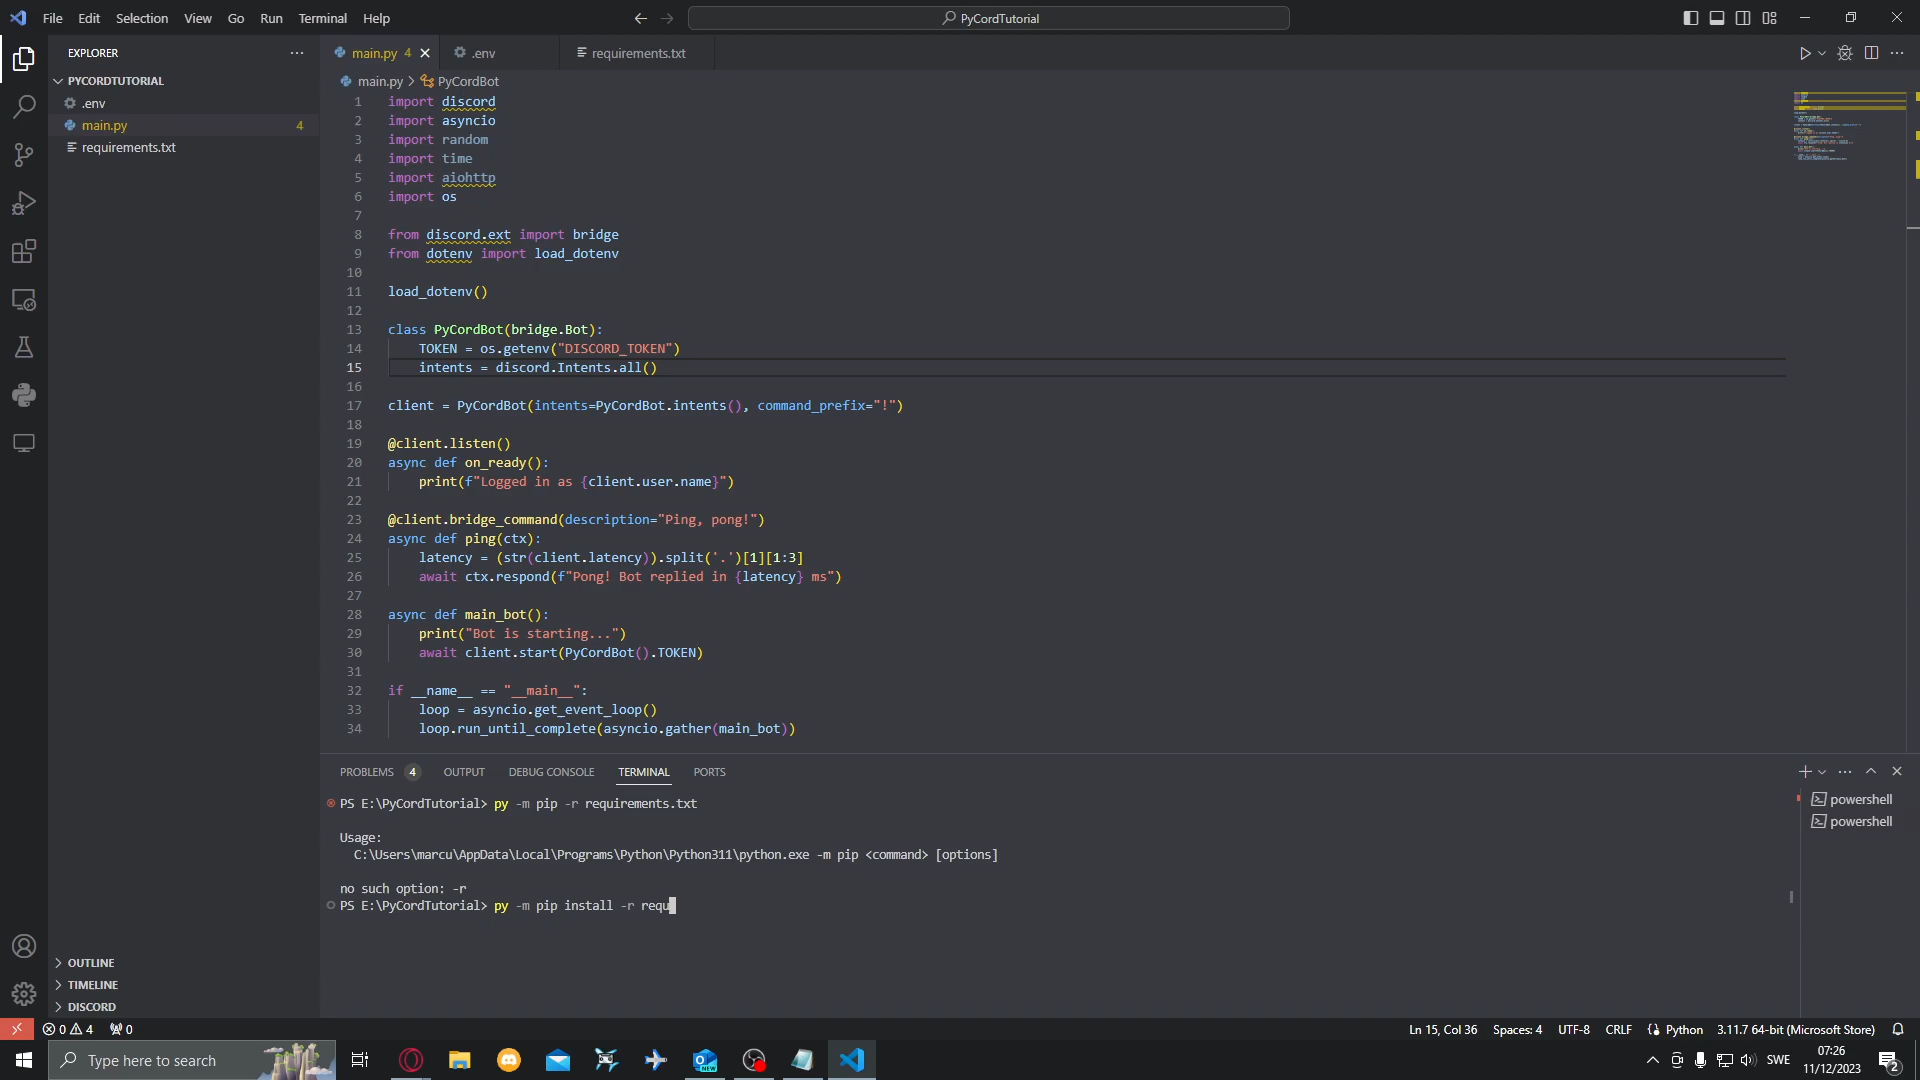 File Edit Selection View Go Run Terminal Help
PyCordTutorial
EXPLORER
PYCORDTUTORIAL
.env
main.py 4
requirements.txt
OUTLINE
TIMELINE
DISCORD
main.py 4 .env requirements.txt
main.py > PyCordBot
1 import discord
2 import asyncio
3 import random
4 import time
5 import aiohttp
6 import os
7
8 from discord.ext import bridge
9 from dotenv import load_dotenv
10
11 load_dotenv()
12
13 class PyCordBot(bridge.Bot):
14 TOKEN = os.getenv("DISCORD_TOKEN")
15 intents = discord.Intents.all()
16
17 client = PyCordBot(intents=PyCordBot.intents(), command_prefix="!")
18
19 @client.listen()
20 async def on_ready():
21 print(f"Logged in as {client.user.name}")
22
23 @client.bridge_command(description="Ping, pong!")
24 async def ping(ctx):
25 latency = (str(client.latency)).split('.')[1][1:3]
26 await ctx.respond(f"Pong! Bot replied in {latency} ms")
27
28 async def main_bot():
29 print("Bot is starting...")
30 await client.start(PyCordBot().TOKEN)
31
32 if __name__ == "__main__":
33 loop = asyncio.get_event_loop()
34 loop.run_until_complete(asyncio.gather(main_bot))
PROBLEMS 4 OUTPUT DEBUG CONSOLE TERMINAL PORTS
PS E:\PyCordTutorial> py -m pip -r requirements.txt
Usage:
C:\Users\marcu\AppData\Local\Programs\Python\Python311\python.exe -m pip <command> [options]
no such option: -r
PS E:\PyCordTutorial> py -m pip install -r requ
powershell
powershell
0 4 0
Ln 15, Col 36 Spaces: 4 UTF-8 CRLF Python 3.11.7 64-bit (Microsoft Store)
Type here to search
NEW
SWE
07:26
11/12/2023
2